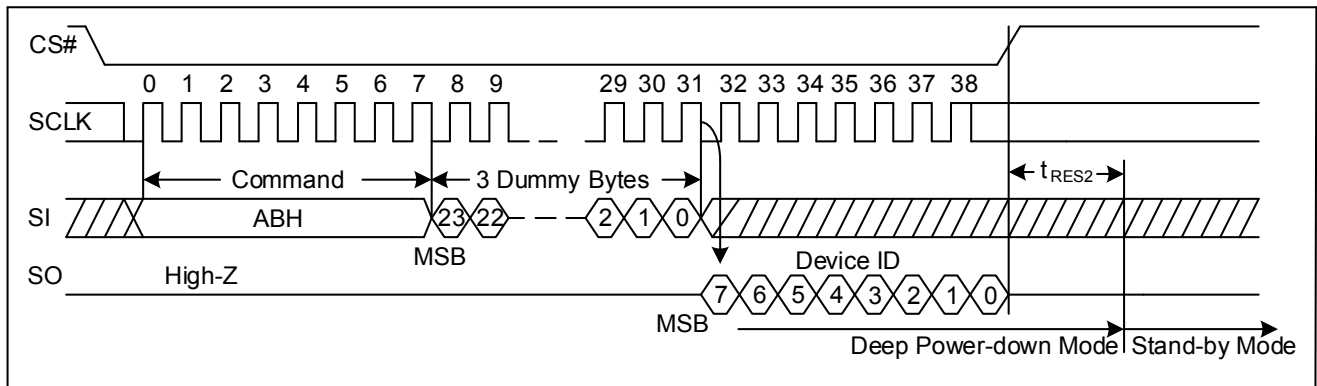 CS#
0 1 2 3 4 5 6 7 8 9 29 30 31 32 33 34 35 36 37 38
SCLK
Command 3 Dummy Bytes tRES2
SI ABH 23 22 2 1 0
MSB
SO High-Z Device ID
7 6 5 4 3 2 1 0
MSB
Deep Power-down Mode Stand-by Mode